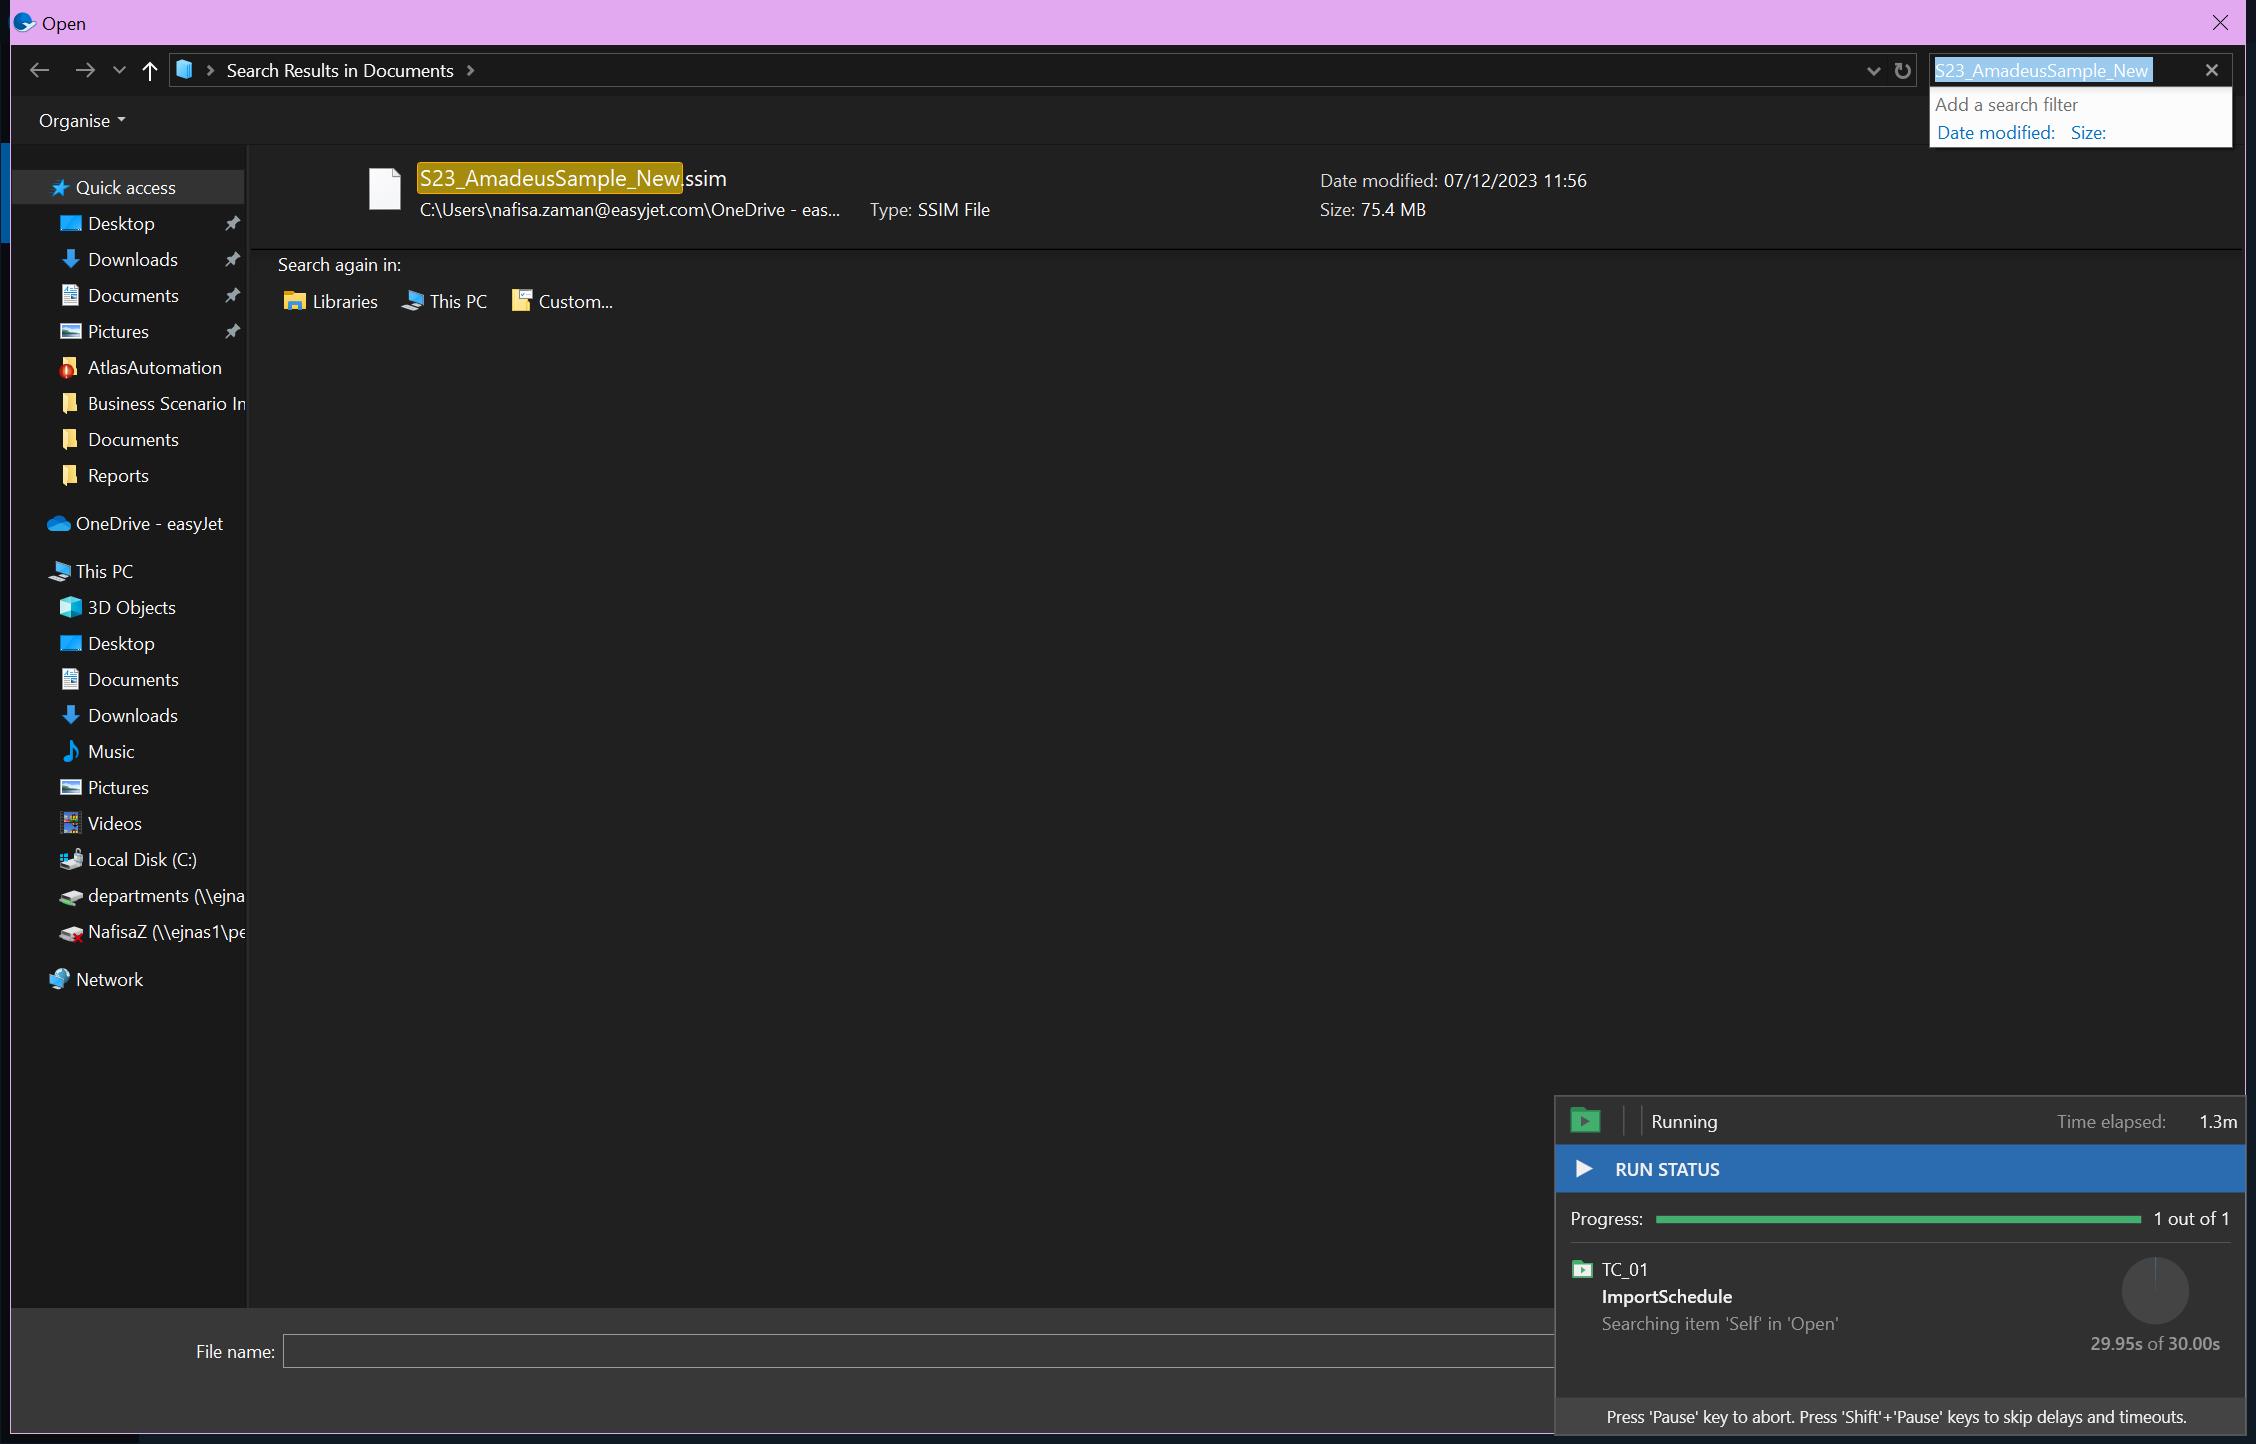 Open
Search Results in Documents
S23_AmadeusSample_New
Add a search filter
Date modified: Size:
Organise
Quick access
Desktop
Downloads
Documents
Pictures
AtlasAutomation
Business Scenario In
Documents
Reports
OneDrive - easyJet
This PC
3D Objects
Desktop
Documents
Downloads
Music
Pictures
Videos
Local Disk (C:)
departments (\\ejna
NafisaZ (\\ejnas1\pe
Network
S23_AmadeusSample_New.ssim
Date modified: 07/12/2023 11:56
C:\Users\nafisa.zaman@easyjet.com\OneDrive - eas... Type: SSIM File
Size: 75.4 MB
Search again in:
Libraries This PC Custom...
File name:
Running Time elapsed: 1.3m
RUN STATUS
Progress: 1 out of 1
TC_01
ImportSchedule
Searching item 'Self' in 'Open'
29.95s of 30.00s
Press 'Pause' key to abort. Press 'Shift'+'Pause' keys to skip delays and timeouts.